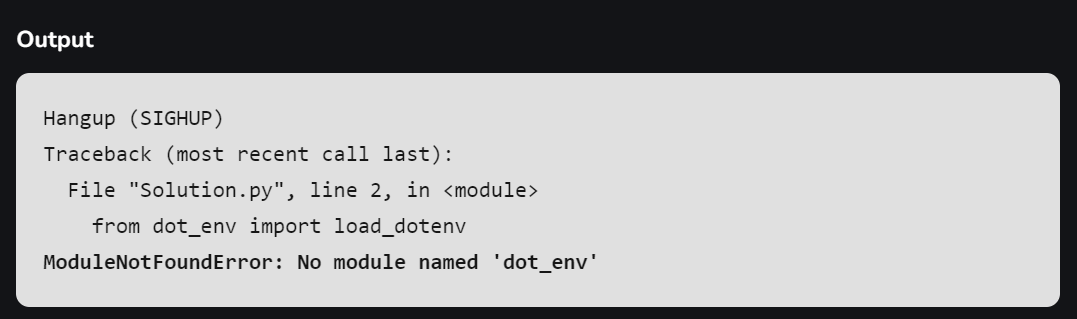 Output
Hangup (SIGHUP)
Traceback (most recent call last):
  File "Solution.py", line 2, in <module>
    from dot_env import load_dotenv
ModuleNotFoundError: No module named 'dot_env'